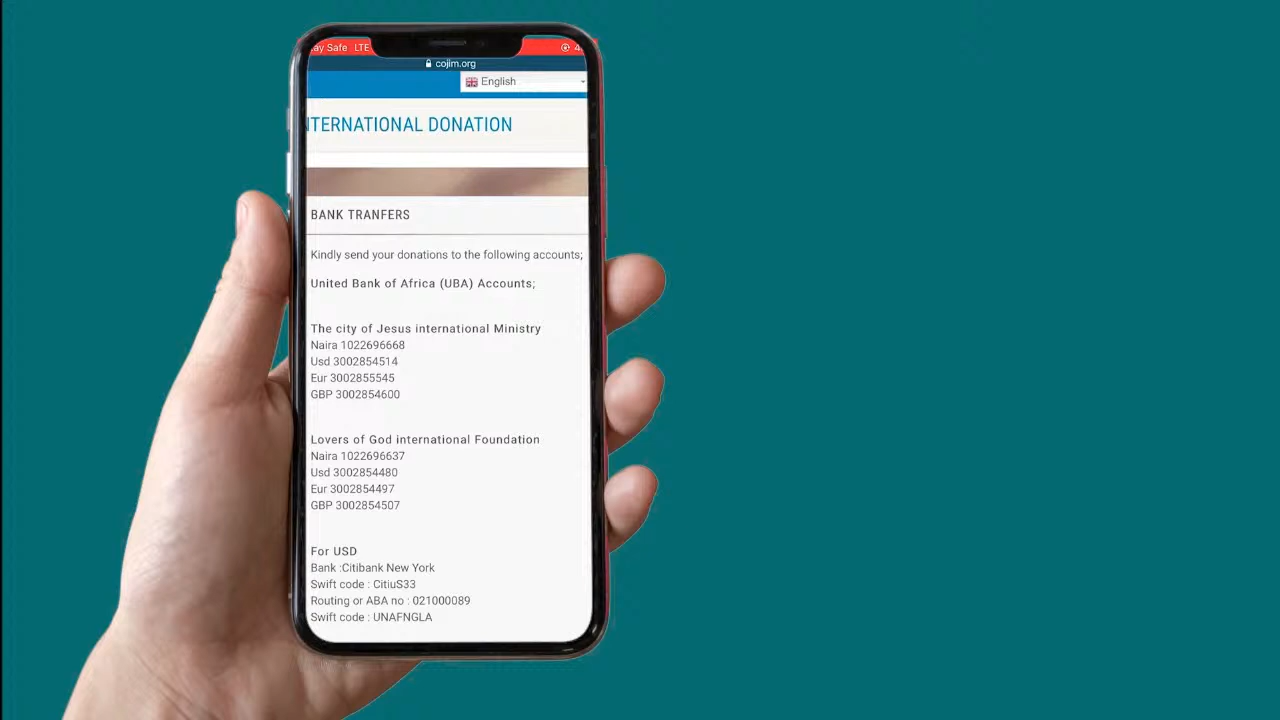 ay Safe LTE 4
cojim.org
English
NTERNATIONAL DONATION
BANK TRANFERS
Kindly send your donations to the following accounts;
United Bank of Africa (UBA) Accounts;
The city of Jesus international Ministry
Naira 1022696668
Usd 3002854514
Eur 3002855545
GBP 3002854600
Lovers of God international Foundation
Naira 1022696637
Usd 3002854480
Eur 3002854497
GBP 3002854507
For USD
Bank :Citibank New York
Swift code : CitiuS33
Routing or ABA no : 021000089
Swift code : UNAFNGLA